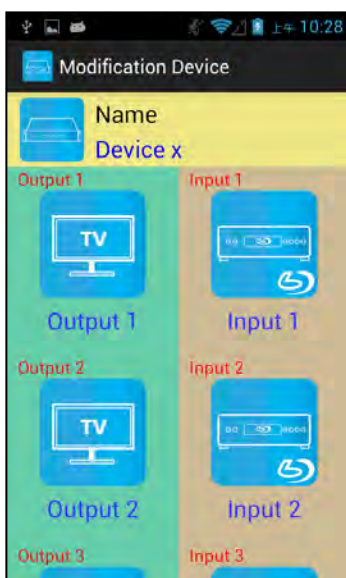 上午 10:28
Modification Device
Name
Device x
Output 1
Input 1
TV
Output 1
Input 1
Output 2
Input 2
TV
Output 2
Input 2
Output 3
Input 3